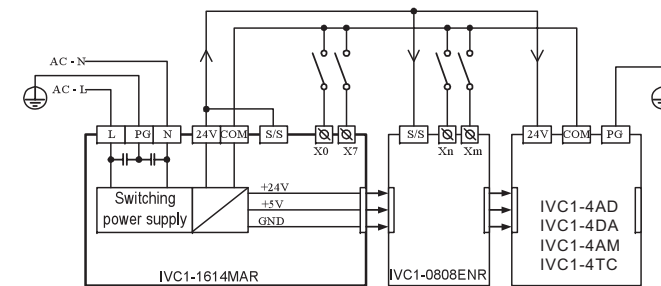 AC - N
AC - L
L PG N 24V COM S/S X0 X7 S/S Xn Xm 24V COM PG
Switching
power supply
+24V
+5V
GND
IVC1-1614MAR
IVC1-0808ENR
IVC1-4AD
IVC1-4DA
IVC1-4AM
IVC1-4TC